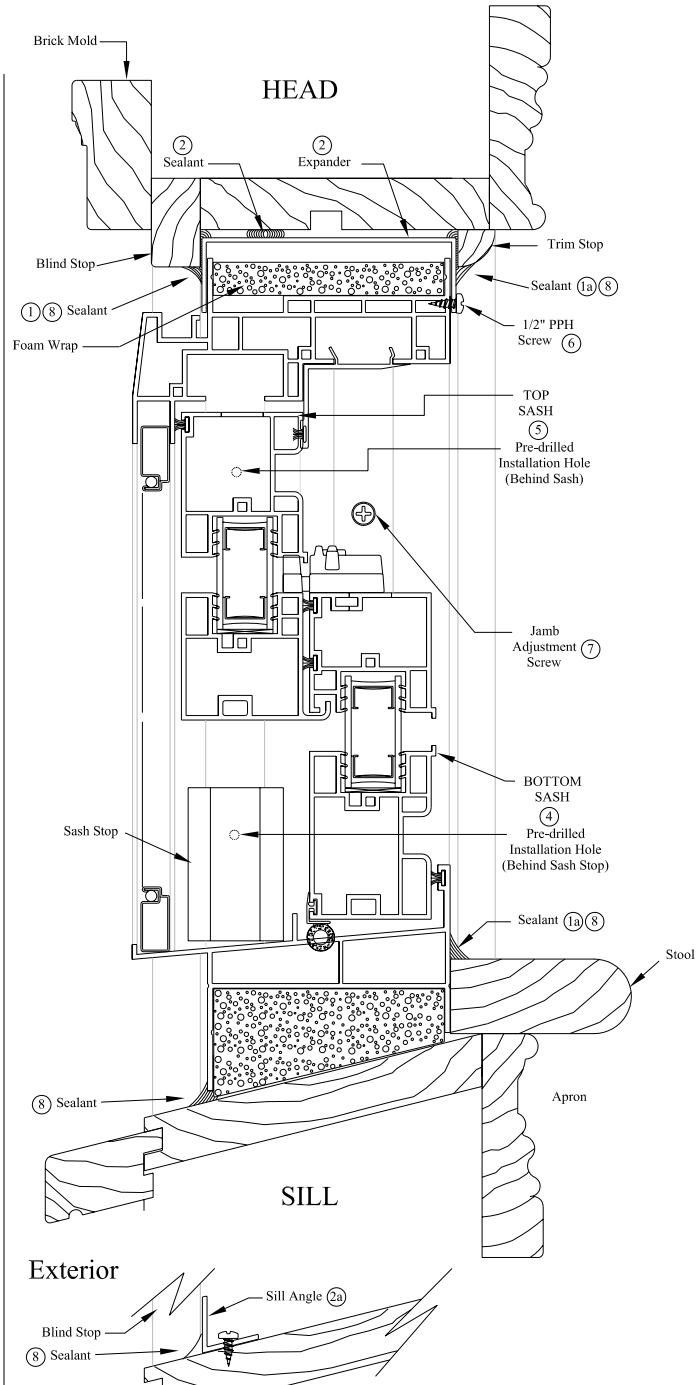 Brick Mold
HEAD
2
Sealant
2
Expander
Blind Stop
Trim Stop
1 8 Sealant
Sealant 1a 8
Foam Wrap
1/2" PPH
Screw 6
TOP
SASH
5
Pre-drilled
Installation Hole
(Behind Sash)
Jamb
Adjustment 7
Screw
BOTTOM
SASH
4
Pre-drilled
Installation Hole
(Behind Sash Stop)
Sash Stop
Sealant 1a 8
Stool
8 Sealant
Apron
SILL
Exterior
Sill Angle 2a
Blind Stop
8 Sealant